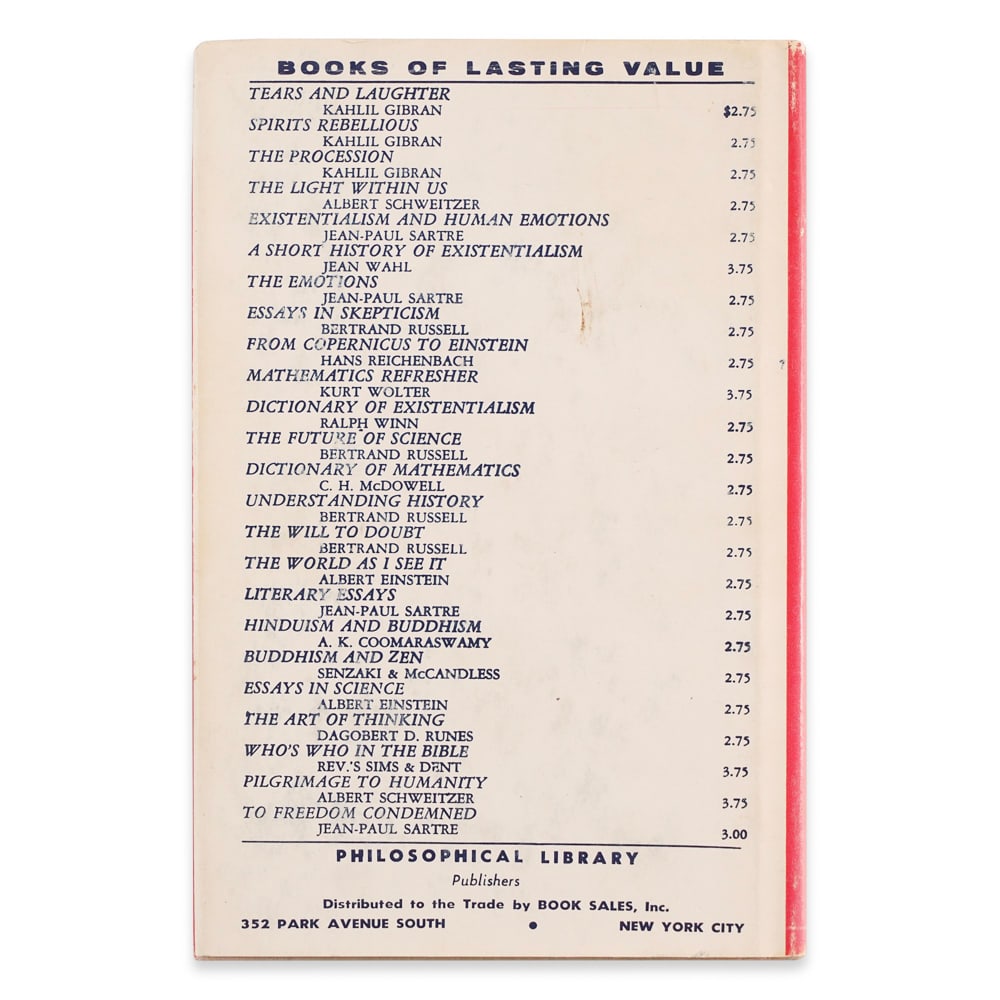 BOOKS OF LASTING VALUE
TEARS AND LAUGHTER
KAHLIL GIBRAN $2.75
SPIRITS REBELLIOUS
KAHLIL GIBRAN 2.75
THE PROCESSION
KAHLIL GIBRAN 2.75
THE LIGHT WITHIN US
ALBERT SCHWEITZER 2.75
EXISTENTIALISM AND HUMAN EMOTIONS
JEAN-PAUL SARTRE 2.75
A SHORT HISTORY OF EXISTENTIALISM
JEAN WAHL 3.75
THE EMOTIONS
JEAN-PAUL SARTRE 2.75
ESSAYS IN SKEPTICISM
BERTRAND RUSSELL 2.75
FROM COPERNICUS TO EINSTEIN
HANS REICHENBACH 2.75
MATHEMATICS REFRESHER
KURT WOLTER 3.75
DICTIONARY OF EXISTENTIALISM
RALPH WINN 2.75
THE FUTURE OF SCIENCE
BERTRAND RUSSELL 2.75
DICTIONARY OF MATHEMATICS
C. H. McDOWELL 2.75
UNDERSTANDING HISTORY
BERTRAND RUSSELL 2.75
THE WILL TO DOUBT
BERTRAND RUSSELL 2.75
THE WORLD AS I SEE IT
ALBERT EINSTEIN 2.75
LITERARY ESSAYS
JEAN-PAUL SARTRE 2.75
HINDUISM AND BUDDHISM
A. K. COOMARASWAMY 2.75
BUDDHISM AND ZEN
SENZAKI & McCANDLESS 2.75
ESSAYS IN SCIENCE
ALBERT EINSTEIN 2.75
THE ART OF THINKING
DAGOBERT D. RUNES 2.75
WHO'S WHO IN THE BIBLE
REV.'S SIMS & DENT 3.75
PILGRIMAGE TO HUMANITY
ALBERT SCHWEITZER 3.75
TO FREEDOM CONDEMNED
JEAN-PAUL SARTRE 3.00
PHILOSOPHICAL LIBRARY
Publishers
Distributed to the Trade by BOOK SALES, Inc.
352 PARK AVENUE SOUTH • NEW YORK CITY